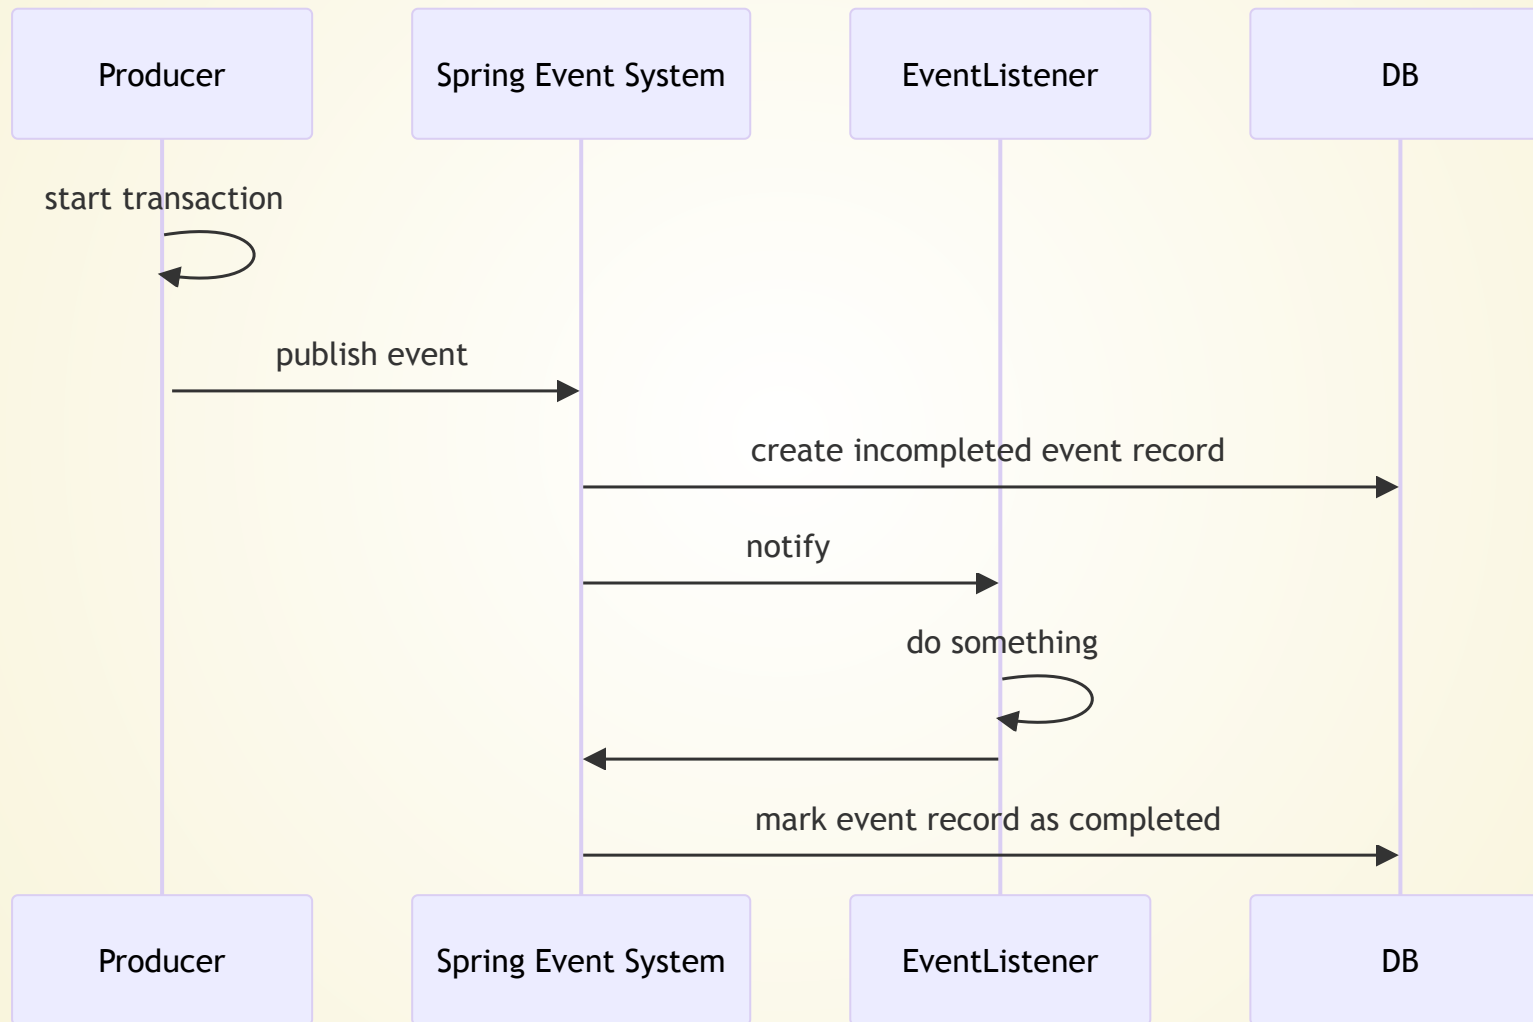 Producer
Spring Event System
EventListener
DB
start transaction
publish event
create incompleted event record
notify
do something
mark event record as completed
Producer
Spring Event System
EventListener
DB